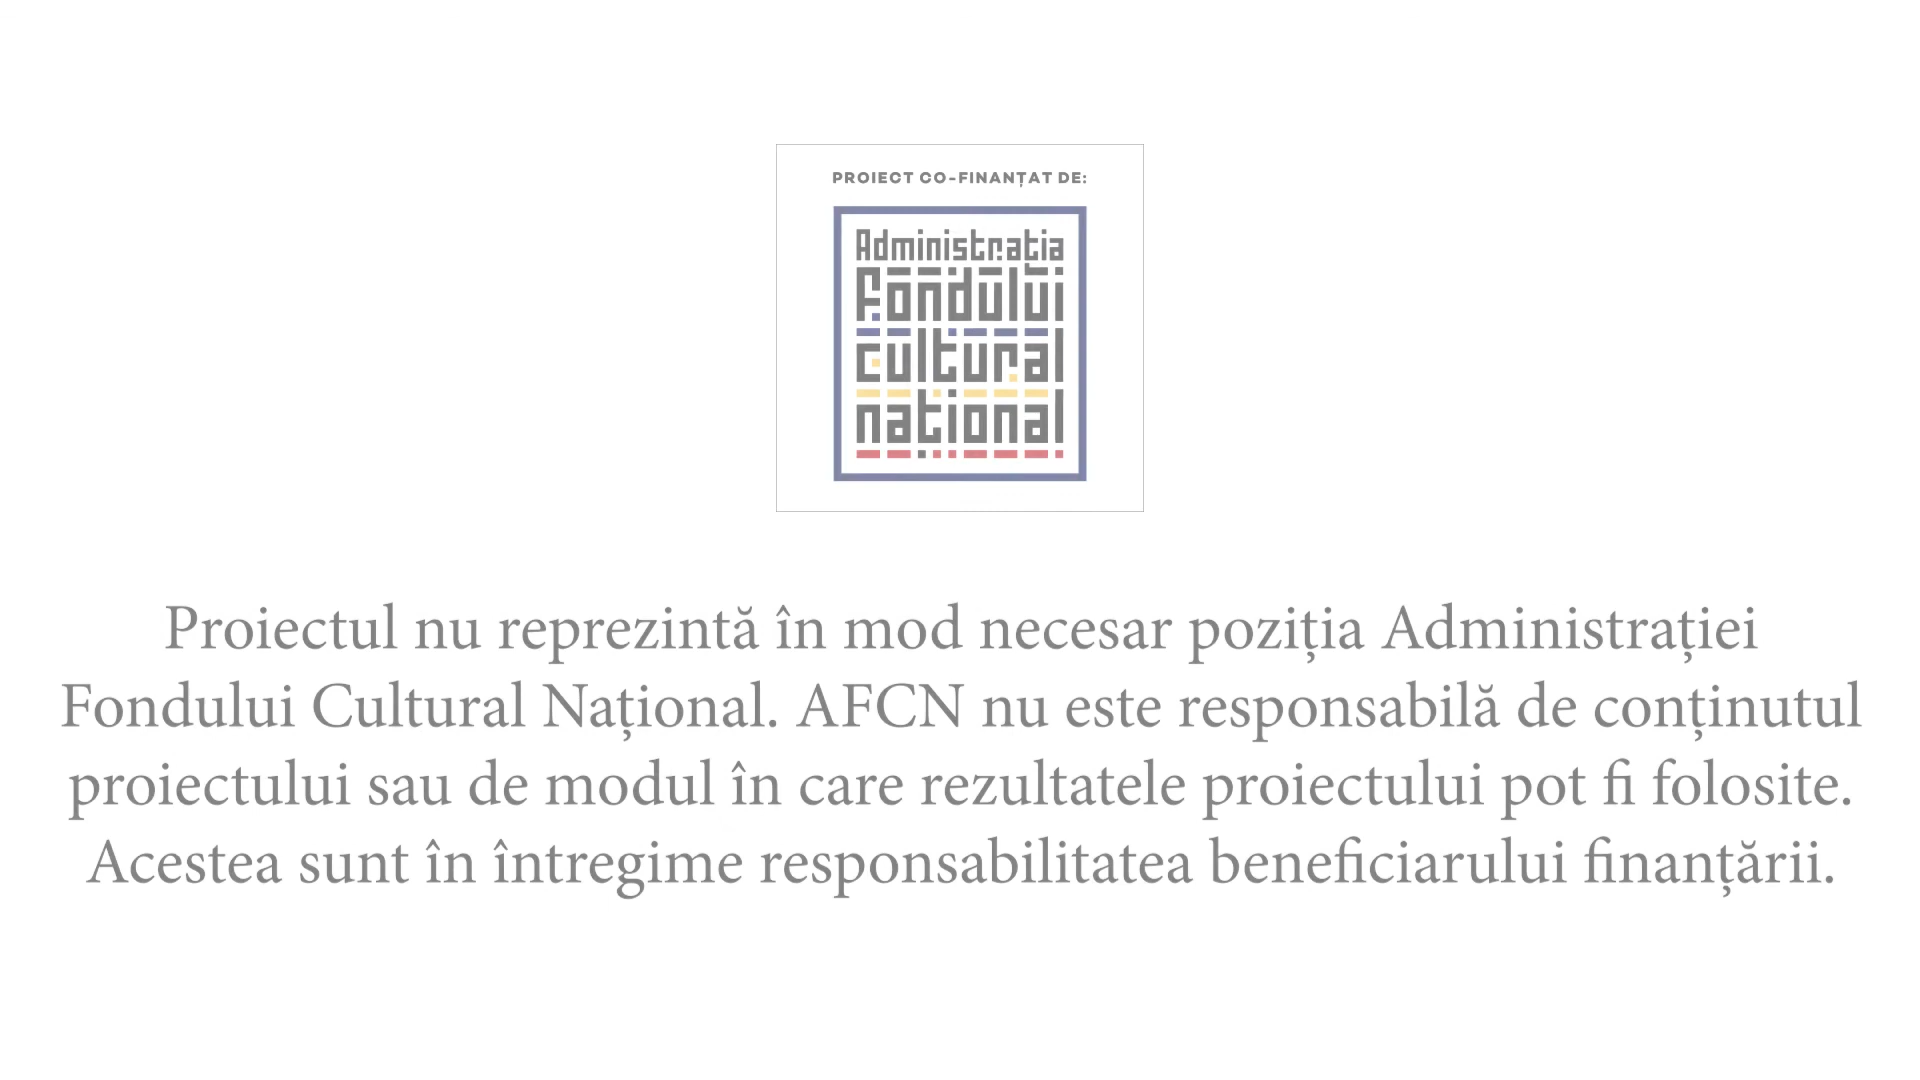 PROIECT CO-FINANȚAT DE:
Administrația
fondului
cultural
național
Proiectul nu reprezintă în mod necesar poziția Administrației
Fondului Cultural Național. AFCN nu este responsabilă de conținutul
proiectului sau de modul în care rezultatele proiectului pot fi folosite.
Acestea sunt în întregime responsabilitatea beneficiarului finanțării.